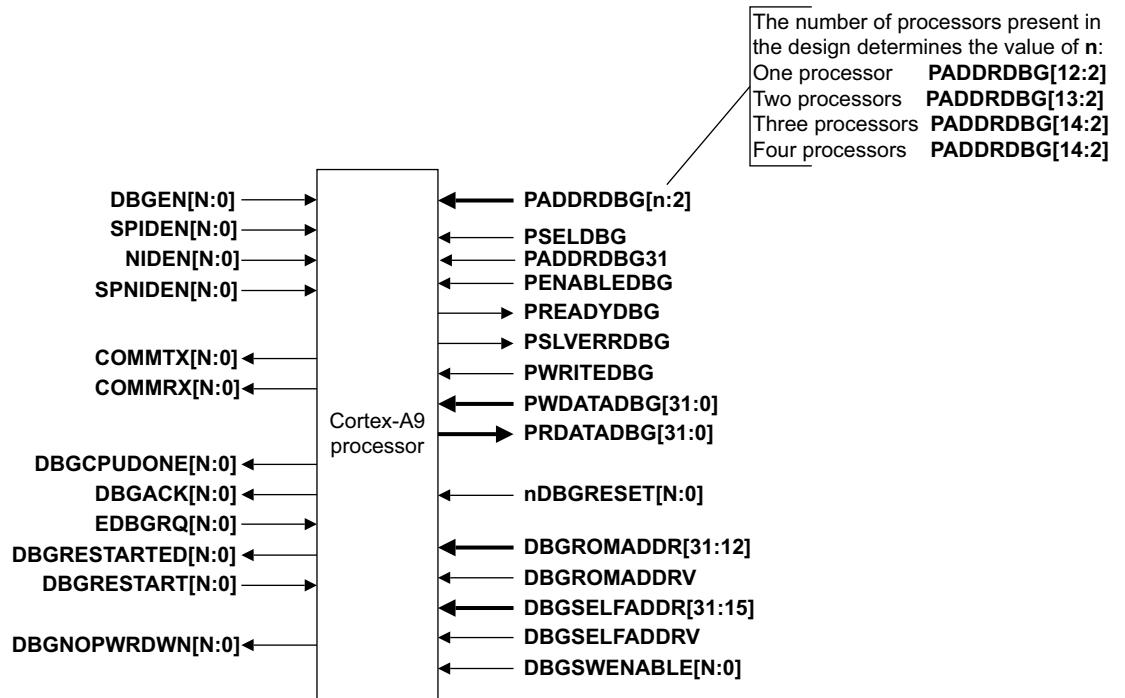 The number of processors present in
the design determines the value of n:
One processor PADDRDBG[12:2]
Two processors PADDRDBG[13:2]
Three processors PADDRDBG[14:2]
Four processors PADDRDBG[14:2]
DBGEN[N:0]
SPIDEN[N:0]
NIDEN[N:0]
SPNIDEN[N:0]
COMMTX[N:0]
COMMRX[N:0]
DBGCPUDONE[N:0]
DBGACK[N:0]
EDBGRQ[N:0]
DBGRESTARTED[N:0]
DBGRESTART[N:0]
DBGNOPWRDWN[N:0]
Cortex-A9
processor
PADDRDBG[n:2]
PSELDBG
PADDRDBG31
PENABLEDBG
PREADYDBG
PSLVERRDBG
PWRITEDBG
PWDATADBG[31:0]
PRDATADBG[31:0]
nDBGRESET[N:0]
DBGROMADDR[31:12]
DBGROMADDRV
DBGSELFADDR[31:15]
DBGSELFADDRV
DBGSWENABLE[N:0]